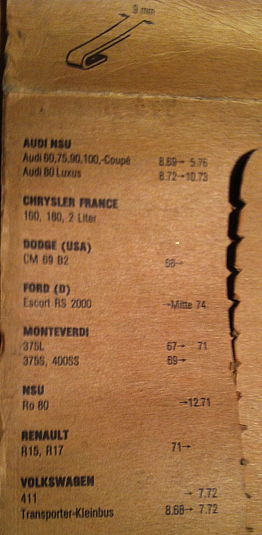 9 mm
AUDI NSU
Audi 60,75,90,100,-Coupé 8.69→ 5.76
Audi 80 Luxus 8.72→10.73
CHRYSLER FRANCE
160, 180, 2 Liter
DODGE (USA)
CM 69 B2 68→
FORD (D)
Escort RS 2000 →Mitte 74
MONTEVERDI
375L 67→ 71
375S, 400SS 69→
NSU
Ro 80 →12.71
RENAULT
R15, R17 71→
VOLKSWAGEN
411 → 7.72
Transporter-Kleinbus 8.68→ 7.72